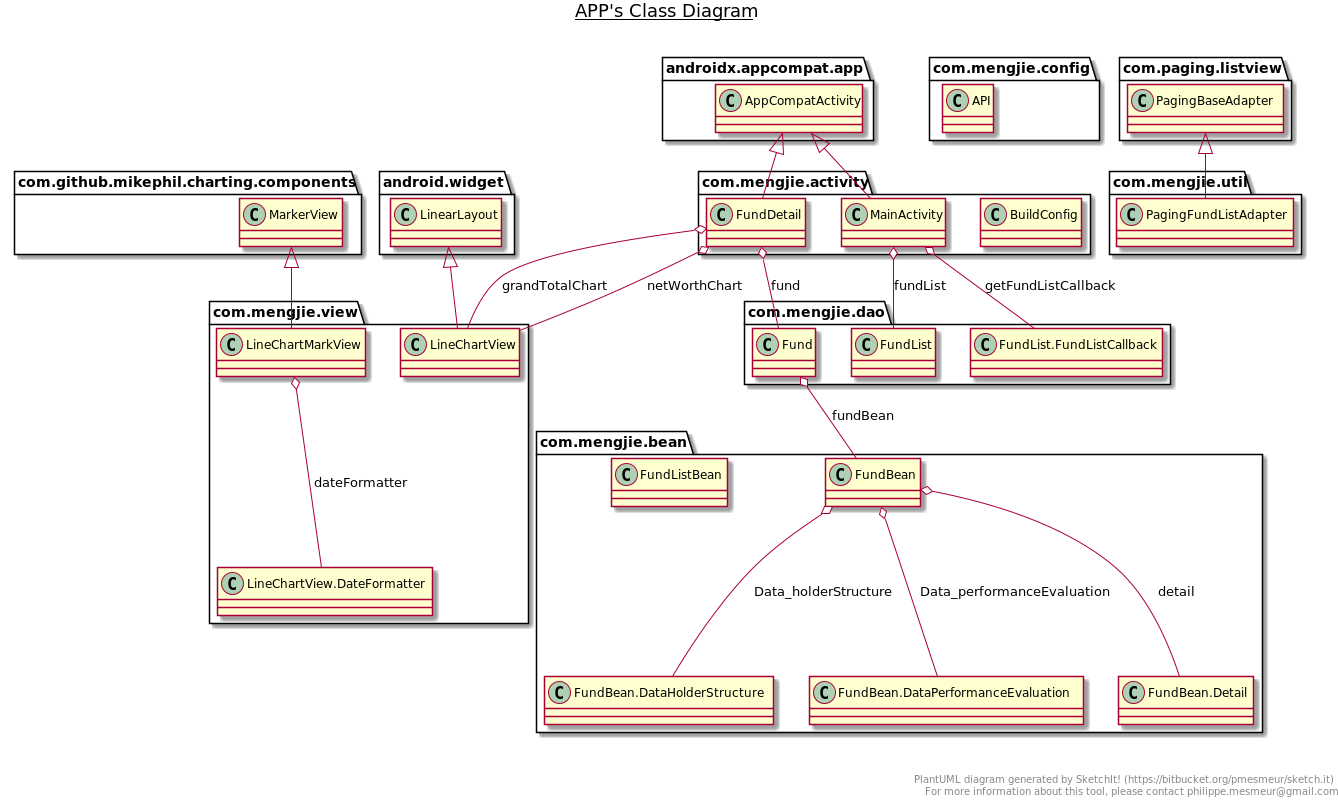 APP's Class Diagram
androidx.appcompat.app
com.mengjie.config
com.paging.listview
C AppCompatActivity
C API
C PagingBaseAdapter
com.github.mikephil.charting.components
android.widget
com.mengjie.activity
com.mengjie.util
C MarkerView
C LinearLayout
C FundDetail
C MainActivity
C BuildConfig
C PagingFundListAdapter
grandTotalChart
netWorthChart
fund
fundList
getFundListCallback
com.mengjie.view
com.mengjie.dao
C LineChartMarkView
C LineChartView
C Fund
C FundList
C FundList.FundListCallback
fundBean
com.mengjie.bean
C FundListBean
C FundBean
dateFormatter
C LineChartView.DateFormatter
Data_holderStructure
Data_performanceEvaluation
detail
C FundBean.DataHolderStructure
C FundBean.DataPerformanceEvaluation
C FundBean.Detail
PlantUML diagram generated by SketchIt! (https://bitbucket.org/pmesmeur/sketch.it)
For more information about this tool, please contact philippe.mesmeur@gmail.com